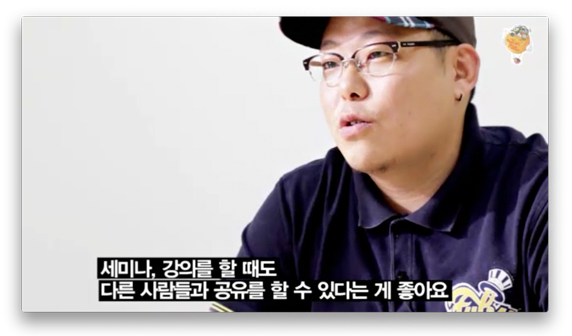 세미나, 강의를 할 때도
다른 사람들과 공유를 할 수 있다는 게 좋아요